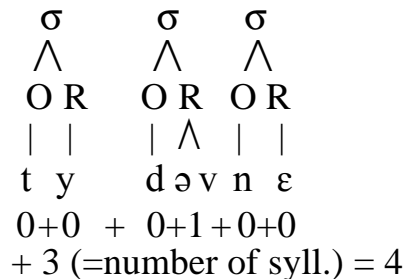 σ σ σ
O R O R O R
t y d ə v n ε
0+0 + 0+1+0+0
+ 3 (=number of syll.) = 4